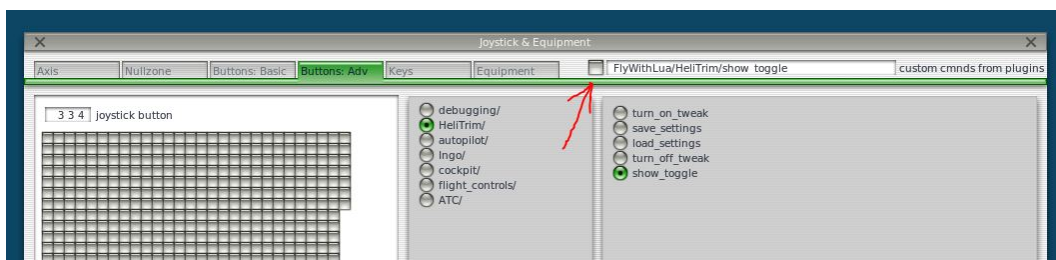 Joystick & Equipment
Axis
Nullzone
Buttons: Basic
Buttons: Adv
Keys
Equipment
FlyWithLua/HeliTrim/show_toggle
custom cmnds from plugins
3 3 4 joystick button
debugging/
HeliTrim/
autopilot/
Ingo/
cockpit/
flight_controls/
ATC/
turn_on_tweak
save_settings
load_settings
turn_off_tweak
show_toggle